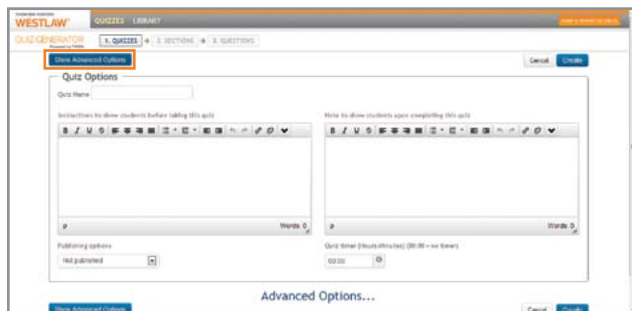 THOMSON REUTERS
WESTLAW
QUIZZES LIBRARY
QUIZ GENERATOR
1. QUIZZES 2. SECTIONS 3. QUESTIONS
Show Advanced Options
Cancel Create
Quiz Options
Quiz Name
Instructions to show students before taking this quiz
Note to show students upon completing this quiz
B I U S
B I U S
p Words: 0
p Words: 0
Publishing options
Quiz timer (Hours:Minutes) (00:00 = no timer)
Not published
00:00
Advanced Options...
Show Advanced Options
Cancel Create